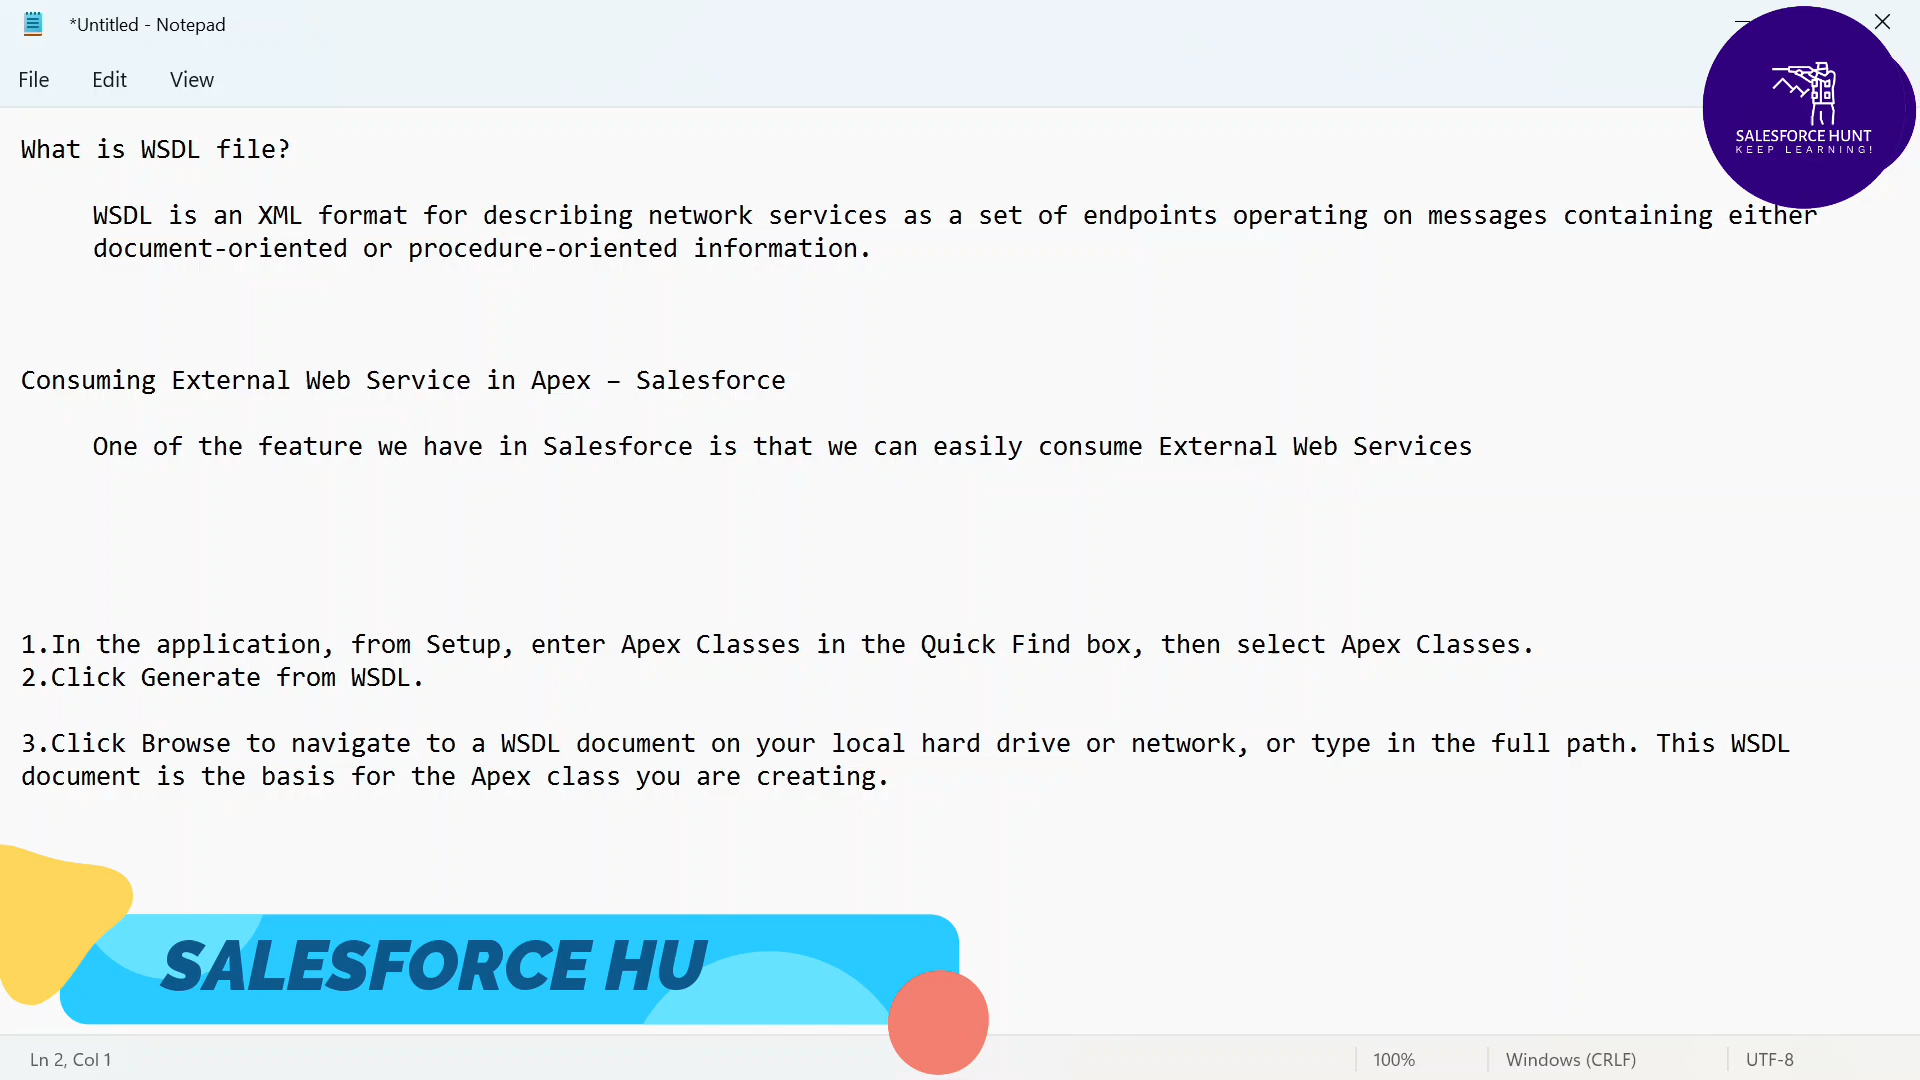 *Untitled - Notepad
File Edit View
SALESFORCE HUNT
KEEP LEARNING!
What is WSDL file?
WSDL is an XML format for describing network services as a set of endpoints operating on messages containing either
document-oriented or procedure-oriented information.
Consuming External Web Service in Apex – Salesforce
One of the feature we have in Salesforce is that we can easily consume External Web Services
1.In the application, from Setup, enter Apex Classes in the Quick Find box, then select Apex Classes.
2.Click Generate from WSDL.
3.Click Browse to navigate to a WSDL document on your local hard drive or network, or type in the full path. This WSDL
document is the basis for the Apex class you are creating.
SALESFORCE HU
Ln 2, Col 1 100% Windows (CRLF) UTF-8